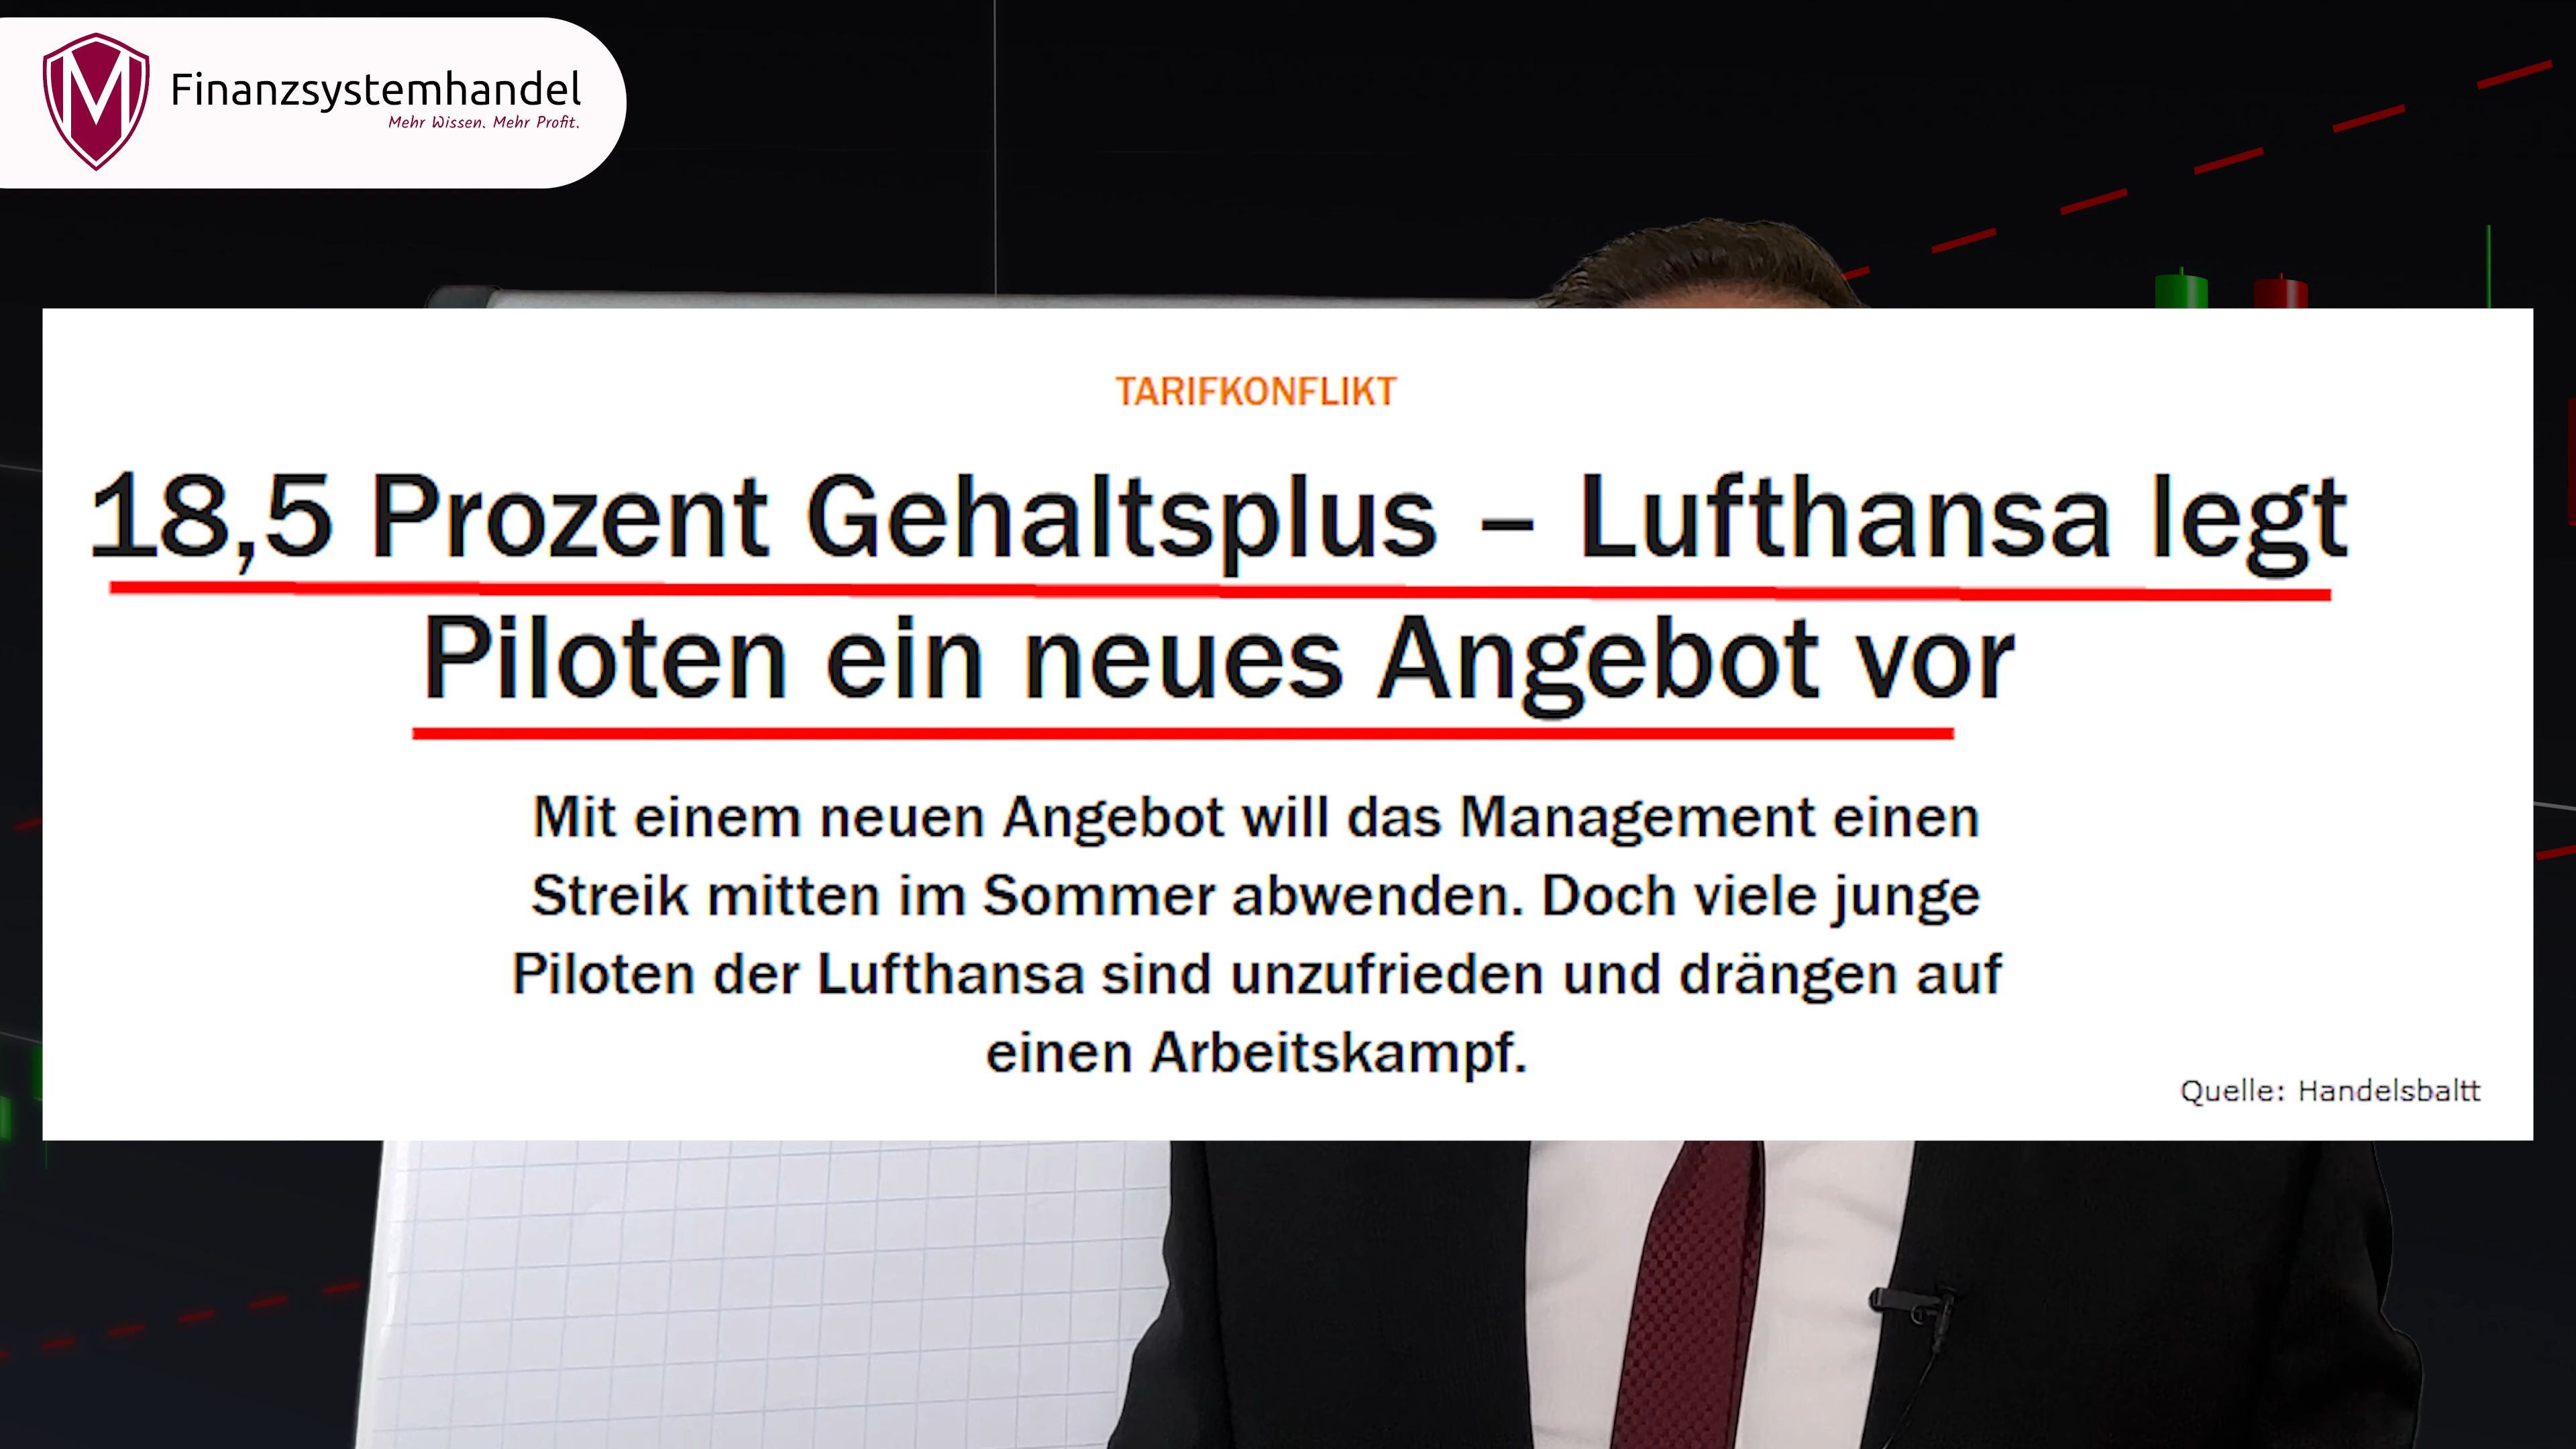 Finanzsystemhandel
Mehr Wissen. Mehr Profit.
TARIFKONFLIKT
18,5 Prozent Gehaltsplus – Lufthansa legt
Piloten ein neues Angebot vor
Mit einem neuen Angebot will das Management einen
Streik mitten im Sommer abwenden. Doch viele junge
Piloten der Lufthansa sind unzufrieden und drängen auf
einen Arbeitskampf.
Quelle: Handelsbaltt